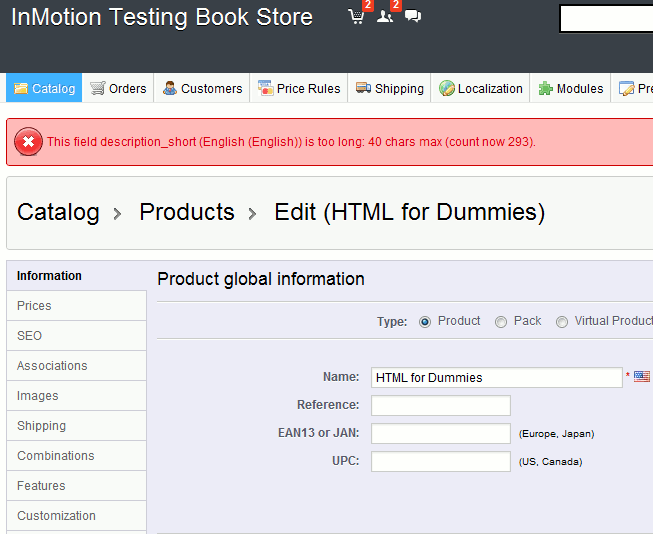 InMotion Testing Book Store 2 2
Catalog Orders Customers Price Rules Shipping Localization Modules
This field description_short (English (English)) is too long: 40 chars max (count now 293).
Catalog > Products > Edit (HTML for Dummies)
Information
Product global information
Prices
Type: Product Pack Virtual Product
SEO
Associations
Name: HTML for Dummies *
Images
Reference:
Shipping
EAN13 or JAN: (Europe, Japan)
Combinations
UPC: (US, Canada)
Features
Customization